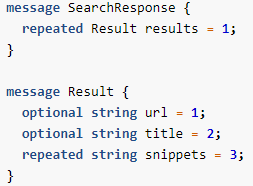 message SearchResponse {
  repeated Result results = 1;
}

message Result {
  optional string url = 1;
  optional string title = 2;
  repeated string snippets = 3;
}